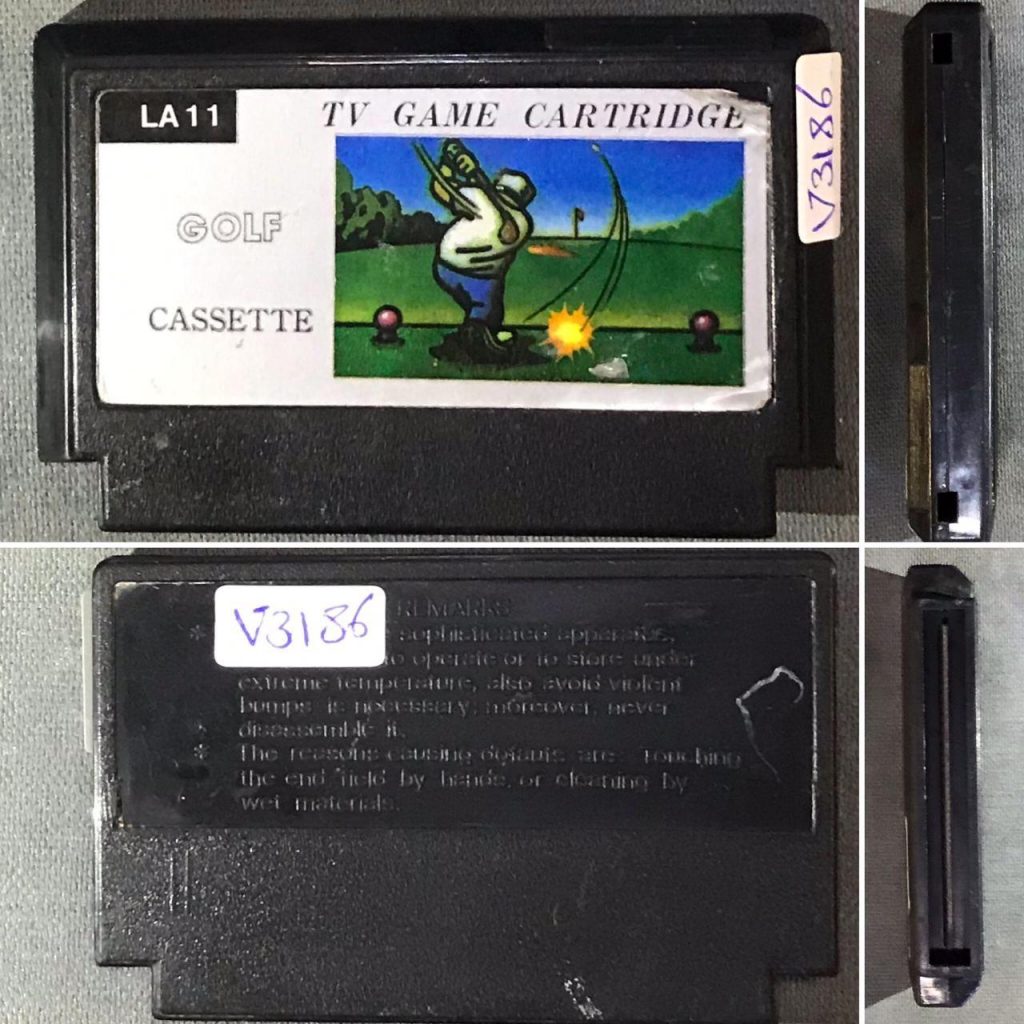 LA11
TV GAME CARTRIDGE
GOLF
CASSETTE
V3186
V3186
REMARKS
* sophisticated apparatus,
to operate or to store under
extreme temperature, also avoid violent
bumps is necessary, moreover, never
disassemble it.
* The reasons causing defaults are: Touching
the end field by hands, or cleaning by
wet materials.